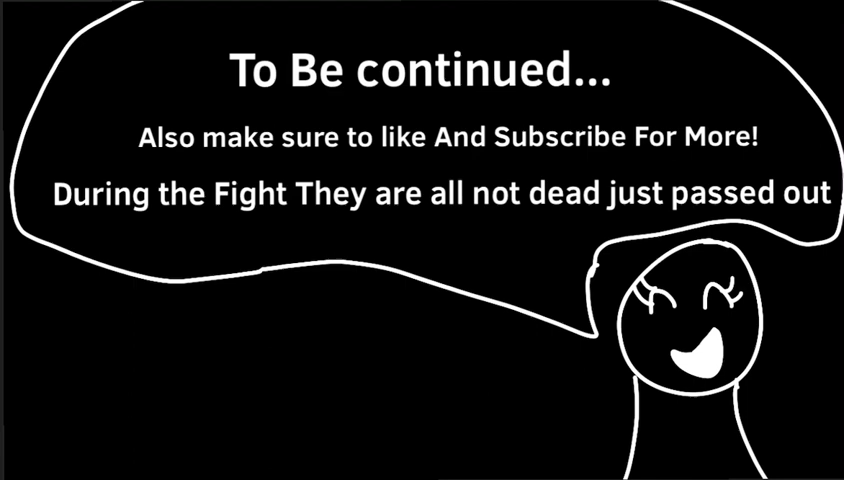 To Be continued...
Also make sure to like And Subscribe For More!
During the Fight They are all not dead just passed out